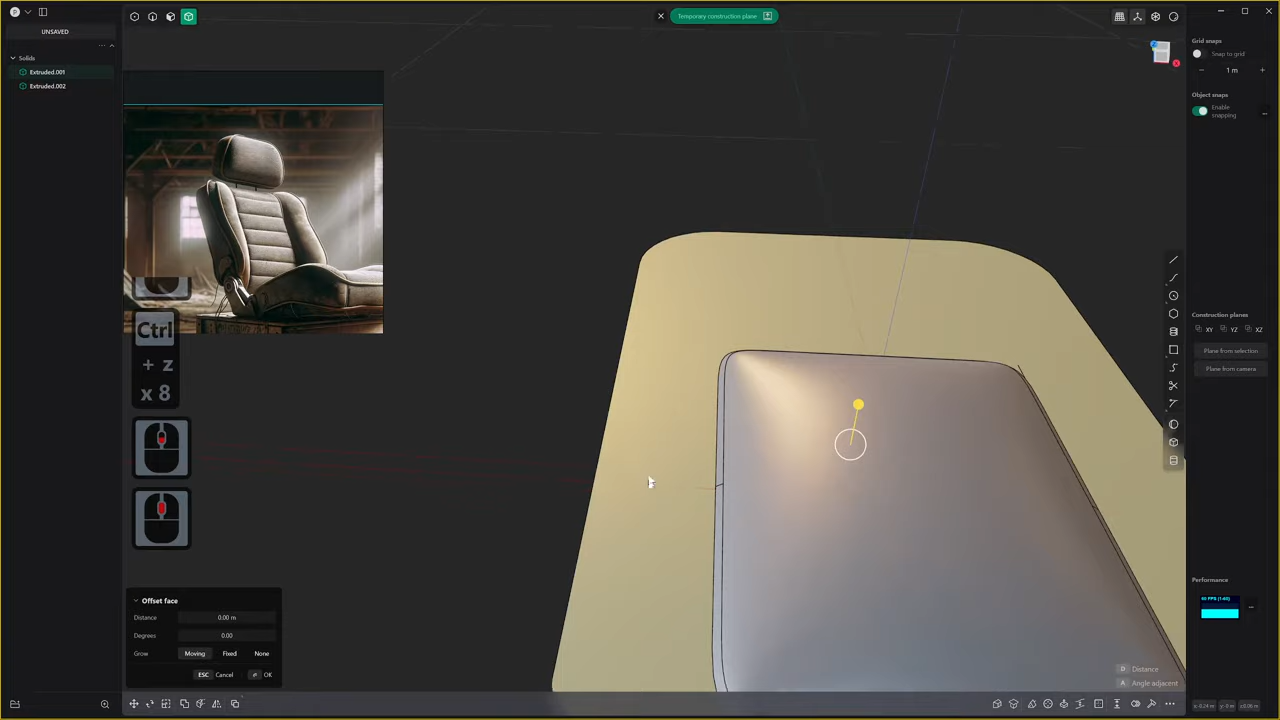 Temporary construction plane
UNSAVED
Solids
Extruded.001
Extruded.002
Ctrl
+ z
x 8
Offset face
Distance 0.00 m
Degrees 0.00
Grow Moving Fixed None
ESC Cancel OK
D Distance
A Angle adjacent
Grid snaps
Snap to grid
1 m
Object snaps
Enable
snapping
Construction planes
XY YZ XZ
Plane from selection
Plane from camera
Performance